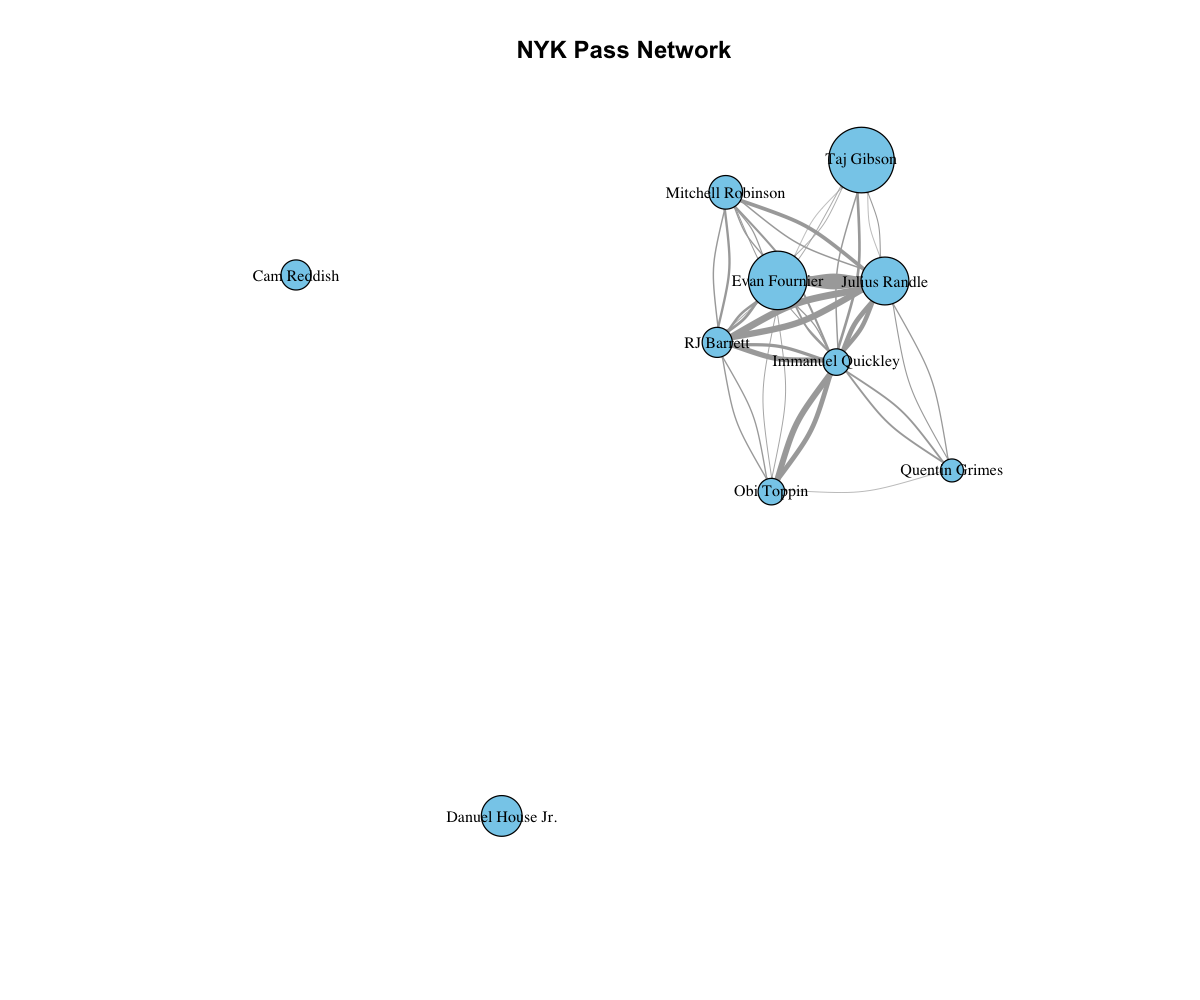 NYK Pass Network
Taj Gibson
Mitchell Robinson
Cam Reddish
Evan Fournier
Julius Randle
RJ Barrett
Immanuel Quickley
Quentin Grimes
Obi Toppin
Danuel House Jr.